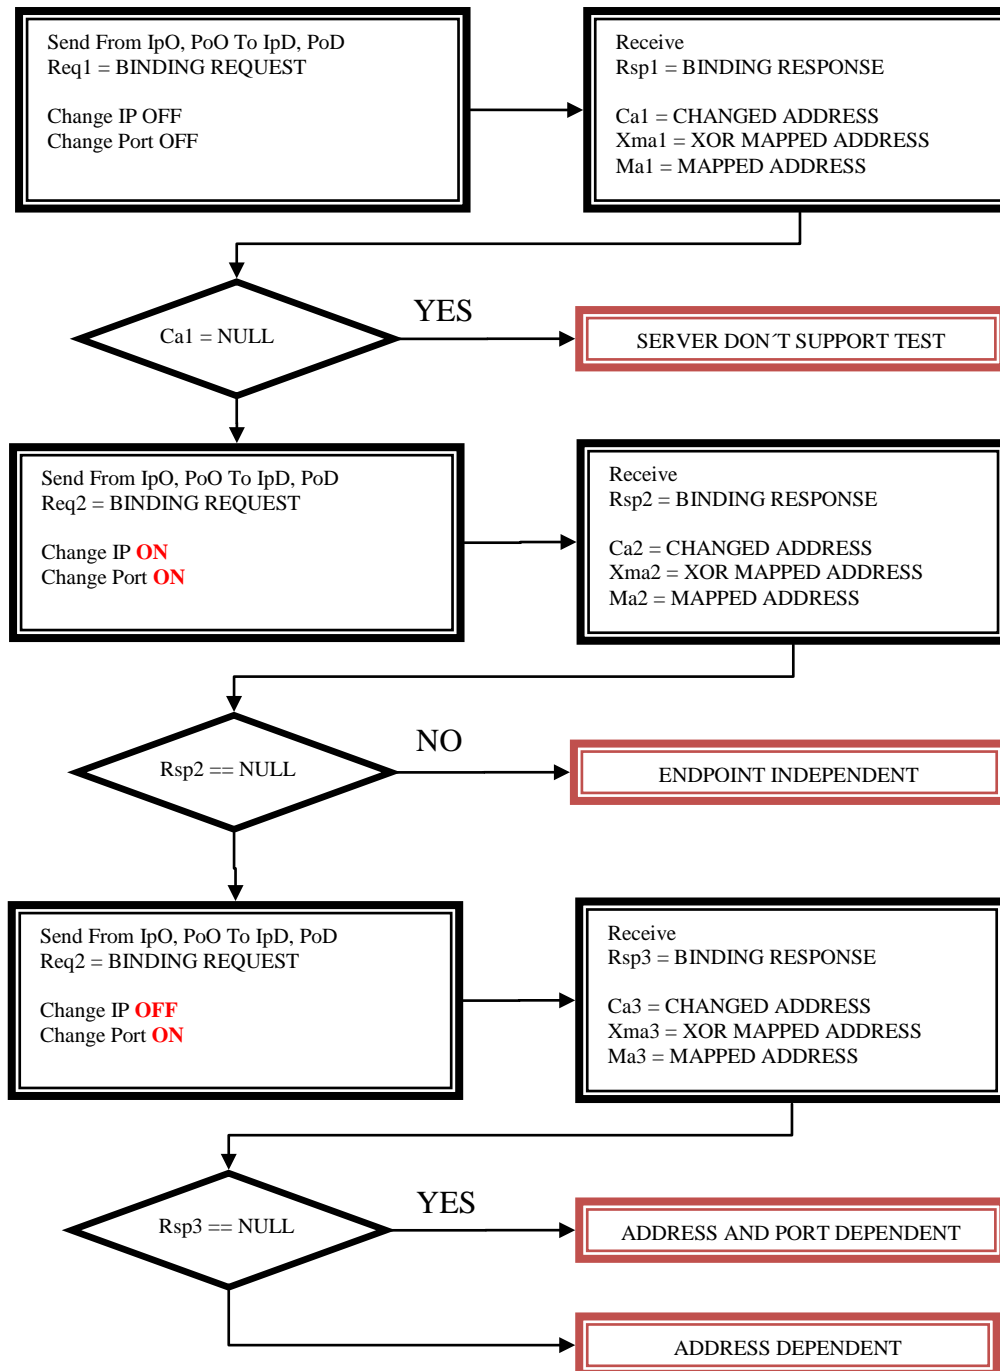 Send From IpO, PoO To IpD, PoD
Req1 = BINDING REQUEST
Change IP OFF
Change Port OFF
Receive
Rsp1 = BINDING RESPONSE
Ca1 = CHANGED ADDRESS
Xma1 = XOR MAPPED ADDRESS
Ma1 = MAPPED ADDRESS
Ca1 = NULL
YES
SERVER DON´T SUPPORT TEST
Send From IpO, PoO To IpD, PoD
Req2 = BINDING REQUEST
Change IP ON
Change Port ON
Receive
Rsp2 = BINDING RESPONSE
Ca2 = CHANGED ADDRESS
Xma2 = XOR MAPPED ADDRESS
Ma2 = MAPPED ADDRESS
Rsp2 == NULL
NO
ENDPOINT INDEPENDENT
Send From IpO, PoO To IpD, PoD
Req2 = BINDING REQUEST
Change IP OFF
Change Port ON
Receive
Rsp3 = BINDING RESPONSE
Ca3 = CHANGED ADDRESS
Xma3 = XOR MAPPED ADDRESS
Ma3 = MAPPED ADDRESS
Rsp3 == NULL
YES
ADDRESS AND PORT DEPENDENT
ADDRESS DEPENDENT